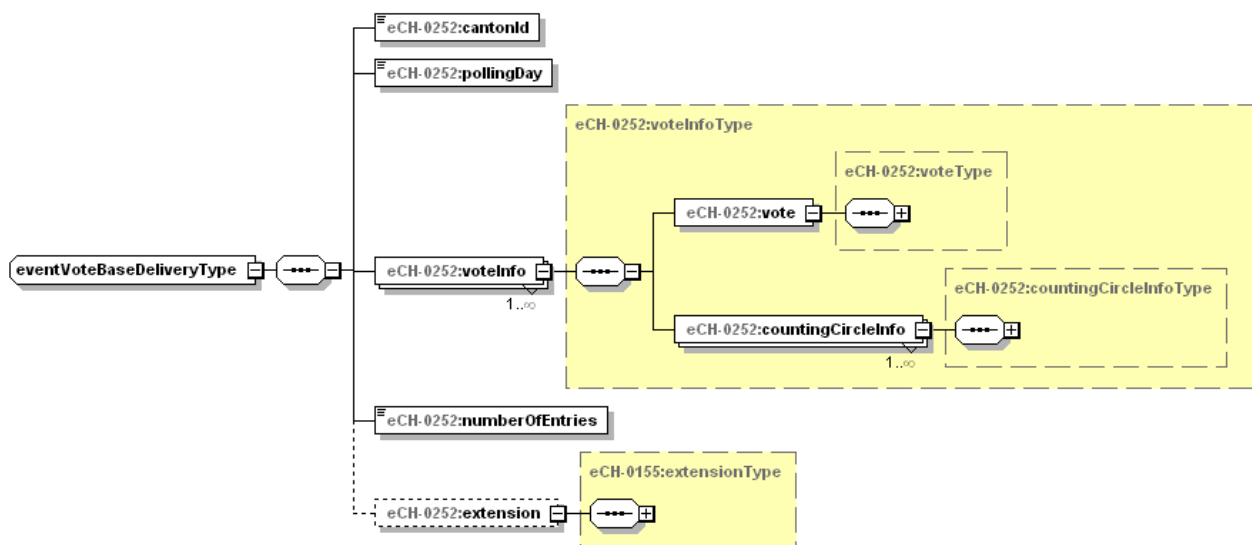 eCH-0252:cantonId
eCH-0252:pollingDay
eCH-0252:voteInfoType
eCH-0252:voteType
eCH-0252:vote
eventVoteBaseDeliveryType
eCH-0252:voteInfo
1..∞
eCH-0252:countingCircleInfoType
eCH-0252:countingCircleInfo
1..∞
eCH-0252:numberOfEntries
eCH-0155:extensionType
eCH-0252:extension